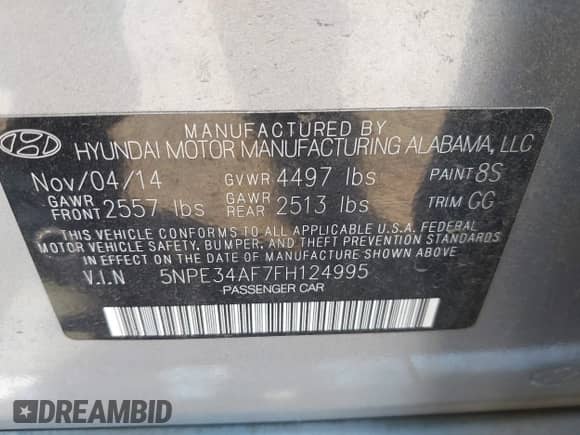 MANUFACTURED BY
HYUNDAI MOTOR MANUFACTURING ALABAMA, LLC
Nov/04/14 GVWR 4497 lbs PAINT 8S
GAWR FRONT 2557 lbs GAWR REAR 2513 lbs TRIM GG
THIS VEHICLE CONFORMS TO ALL APPLICABLE U.S.A. FEDERAL
MOTOR VEHICLE SAFETY, BUMPER, AND THEFT PREVENTION
STANDARDS IN EFFECT ON THE DATE OF MANUFACTURE SHOWN ABOVE
V.I.N 5NPE34AF7FH124995
PASSENGER CAR
DREAMBID